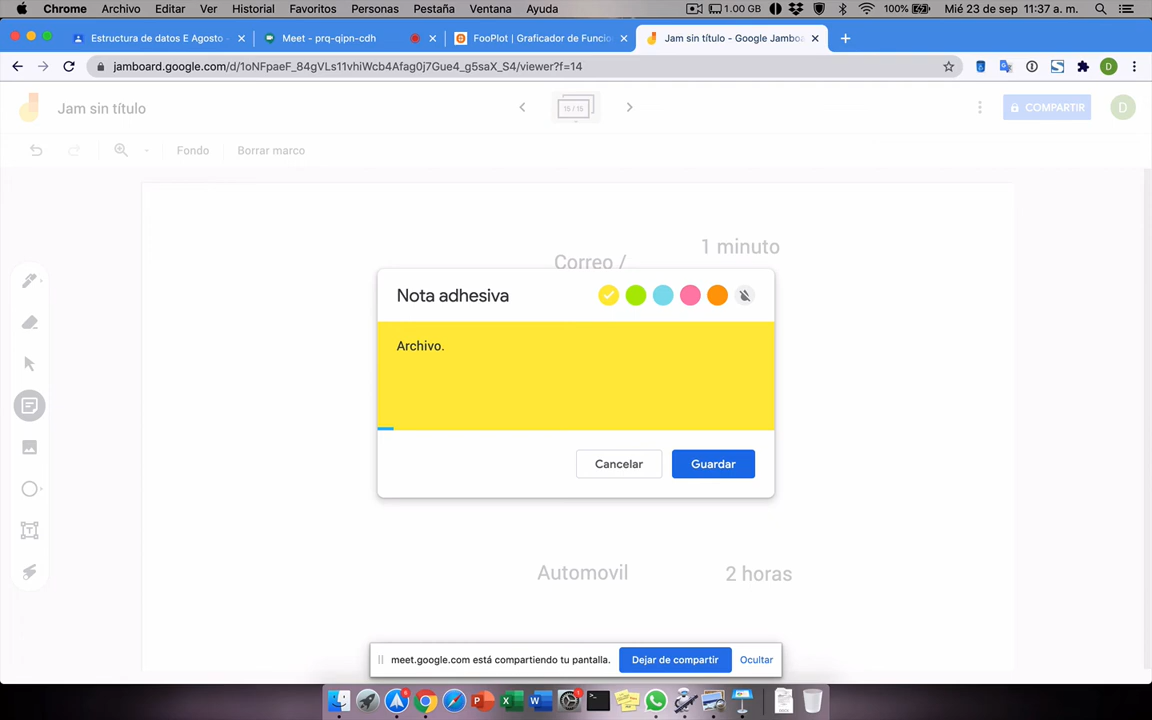 Chrome Archivo Editar Ver Historial Favoritos Personas Pestaña Ventana Ayuda 1.00 GB 100% Mié 23 de sep 11:37 a. m.
Estructura de datos E Agosto - Meet - prq-qipn-cdh FooPlot | Graficador de Funcio Jam sin título - Google Jamboa
jamboard.google.com/d/1oNFpaeF_84gVLs11vhiWcb4Afag0j7Gue4_g5saX_S4/viewer?f=14 D
Jam sin título 15 / 15 COMPARTIR D
Fondo Borrar marco
1 minuto
Correo /
Nota adhesiva
Archivo.
Cancelar Guardar
Automovil 2 horas
meet.google.com está compartiendo tu pantalla. Dejar de compartir Ocultar